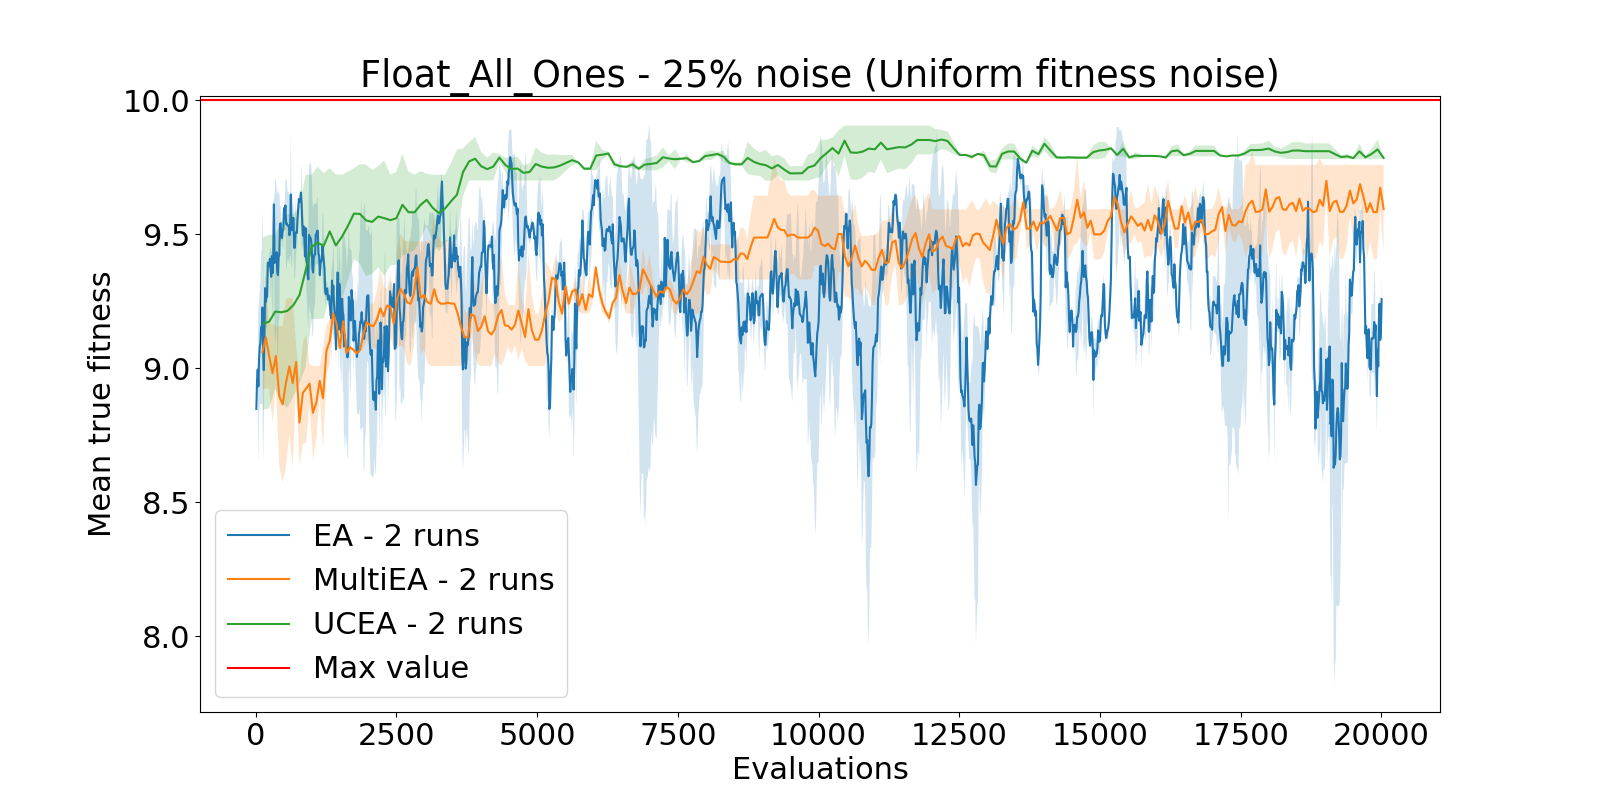 Float_All_Ones - 25% noise (Uniform fitness noise)
10.0
9.5
9.0
8.5
8.0
Mean true fitness
EA - 2 runs
MultiEA - 2 runs
UCEA - 2 runs
Max value
0 2500 5000 7500 10000 12500 15000 17500 20000
Evaluations